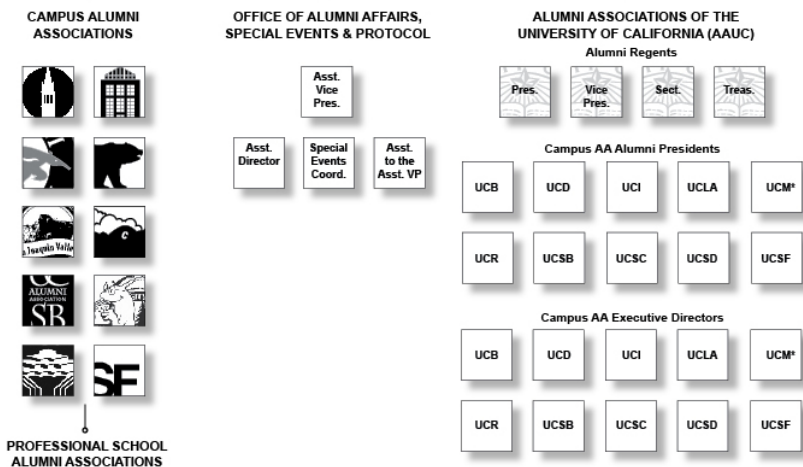 CAMPUS ALUMNI
ASSOCIATIONS
ALUMNI
ASSOCIATION
SB
SF
PROFESSIONAL SCHOOL
ALUMNI ASSOCIATIONS
OFFICE OF ALUMNI AFFAIRS,
SPECIAL EVENTS & PROTOCOL
Asst.
Vice
Pres.
Asst.
Director
Special
Events
Coord.
Asst.
to the
Asst. VP
ALUMNI ASSOCIATIONS OF THE
UNIVERSITY OF CALIFORNIA (AAUC)
Alumni Regents
Pres.
Vice
Pres.
Sect.
Treas.
Campus AA Alumni Presidents
UCB UCD UCI UCLA UCM*
UCR UCSB UCSC UCSD UCSF
Campus AA Executive Directors
UCB UCD UCI UCLA UCM*
UCR UCSB UCSC UCSD UCSF